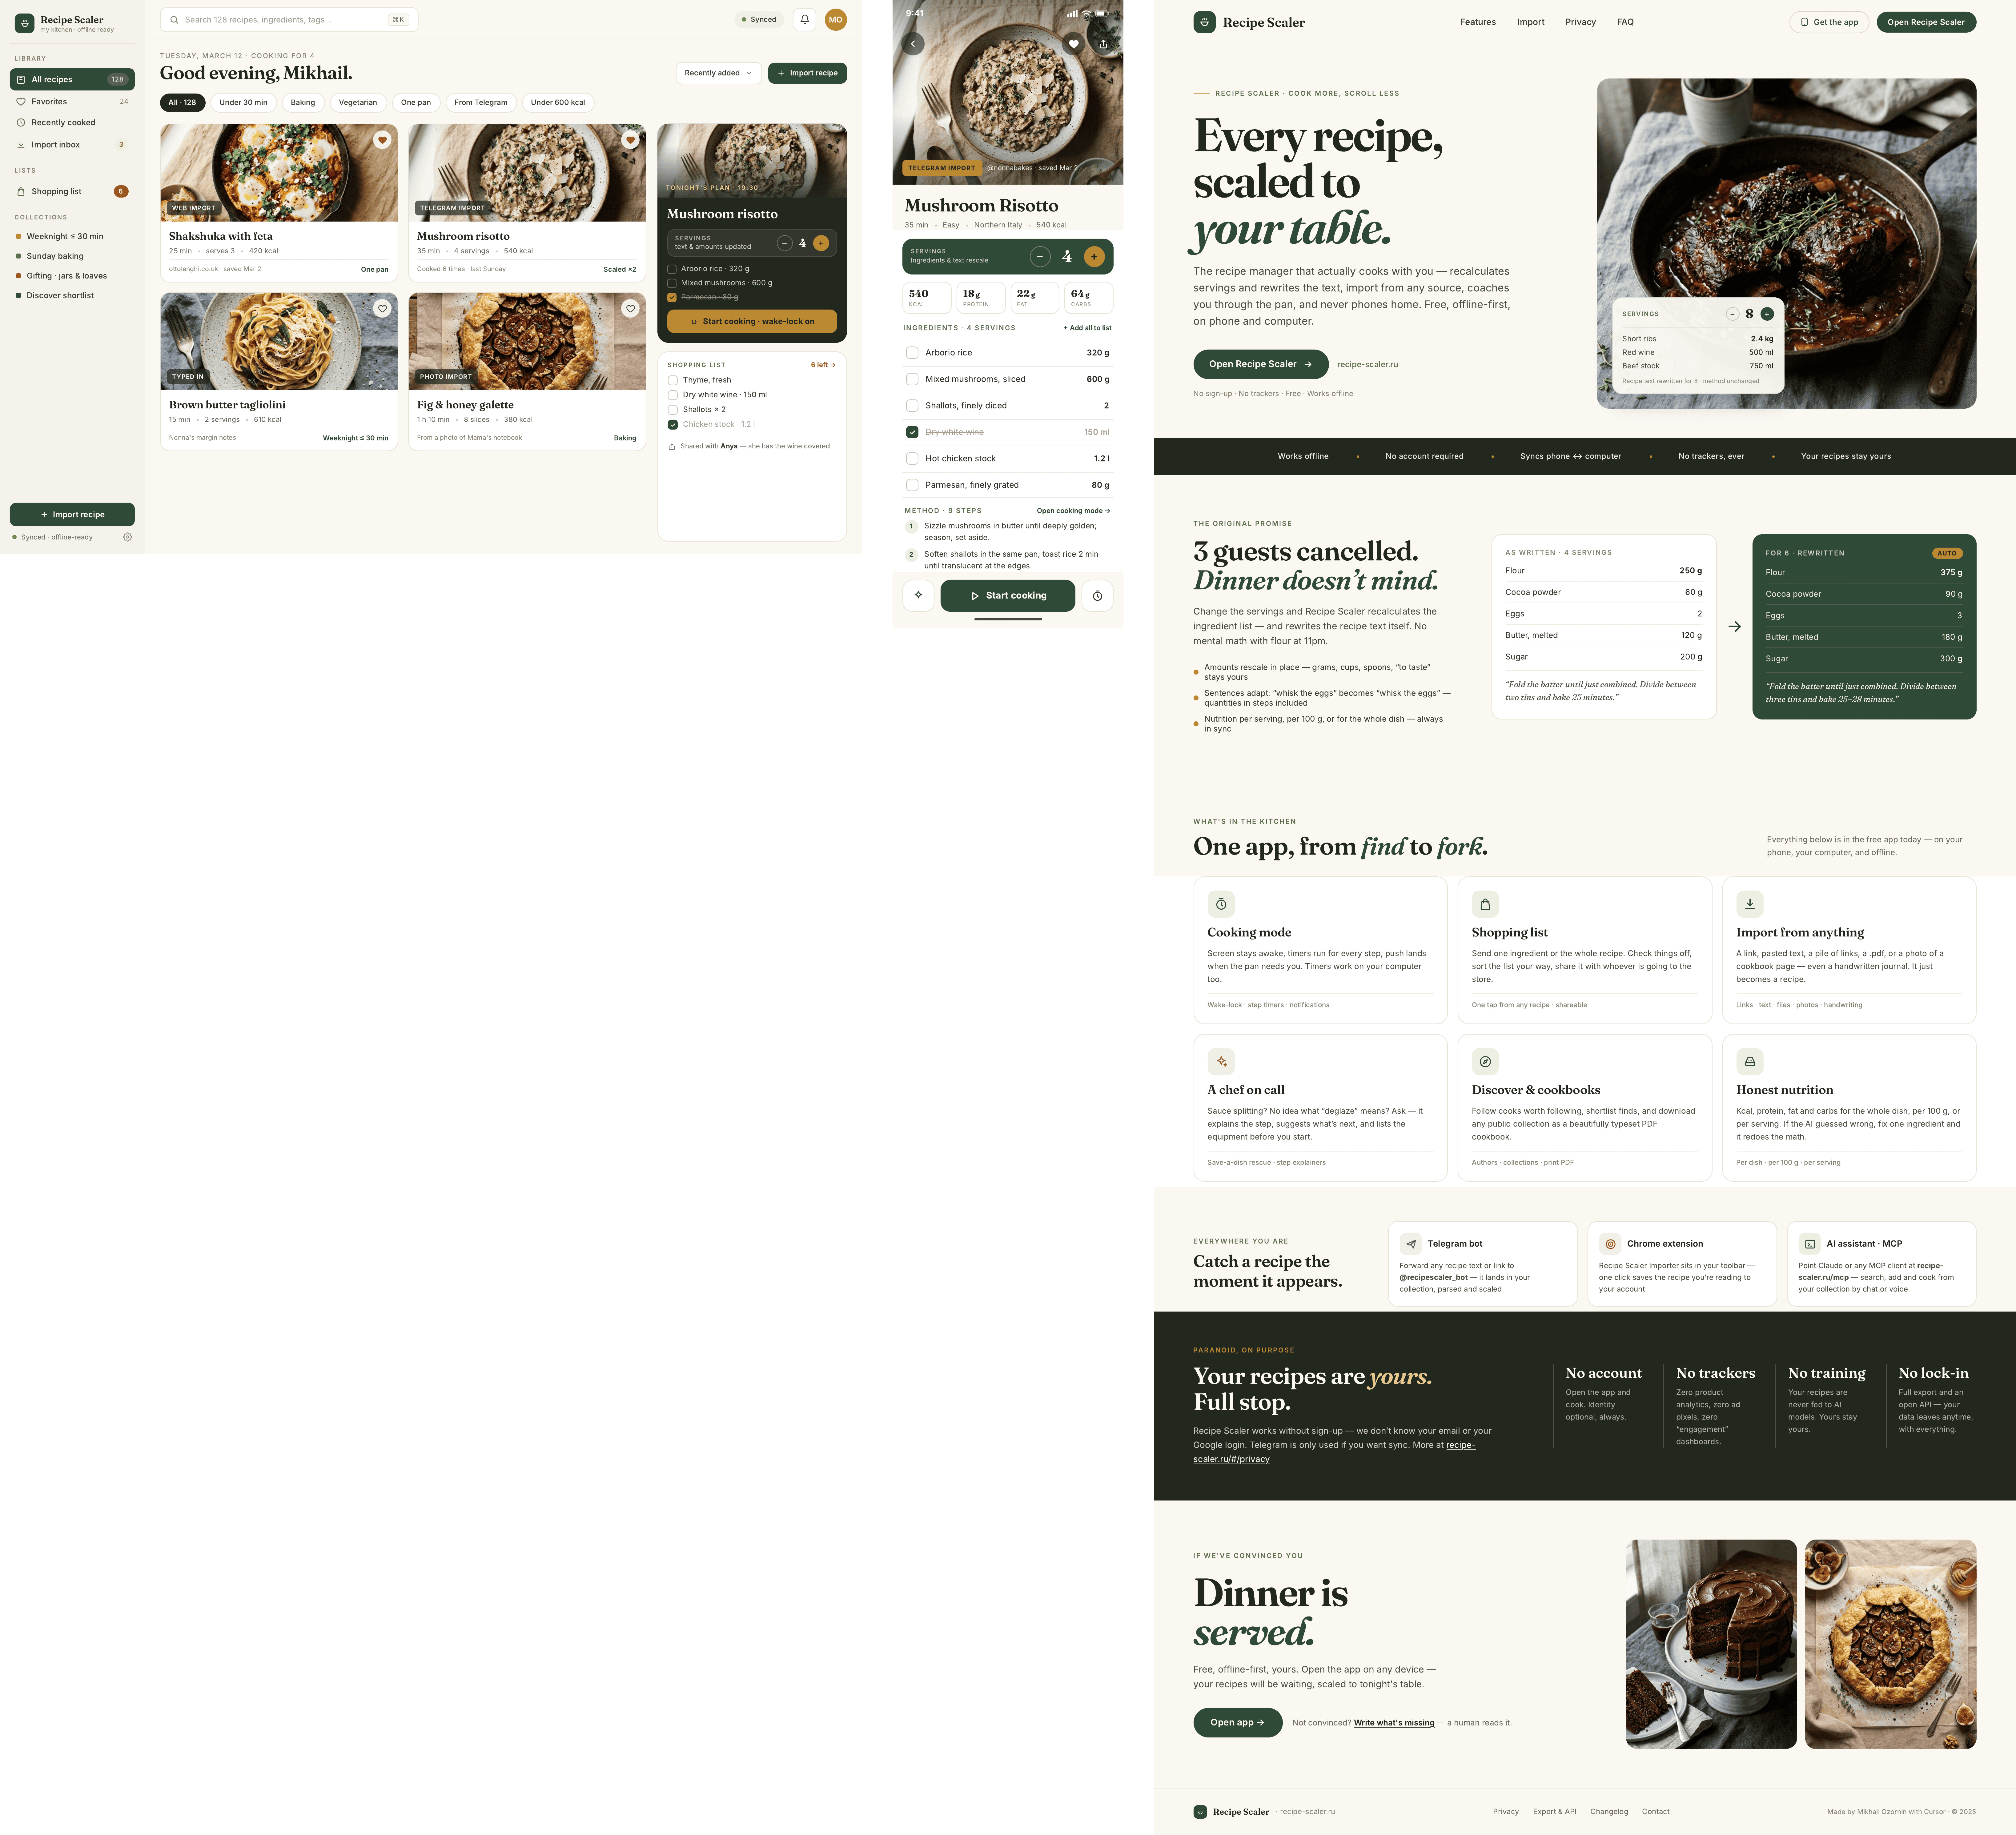 Recipe Scaler
my kitchen · offline ready
LIBRARY
All recipes 128
Favorites 24
Recently cooked
Import inbox 3
LISTS
Shopping list 6
COLLECTIONS
Weeknight ≤ 30 min
Sunday baking
Gifting · jars & loaves
Discover shortlist
+ Import recipe
Synced · offline-ready
Search 128 recipes, ingredients, tags... ⌘K
Synced
MO
TUESDAY, MARCH 12 · COOKING FOR 4
Good evening, Mikhail.
Recently added
+ Import recipe
All · 128 Under 30 min Baking Vegetarian One pan From Telegram Under 600 kcal
WEB IMPORT
Shakshuka with feta
25 min · serves 3 · 420 kcal
ottolenghi.co.uk · saved Mar 2 One pan
TELEGRAM IMPORT
Mushroom risotto
35 min · 4 servings · 540 kcal
Cooked 6 times · last Sunday Scaled ×2
TYPED IN
Brown butter tagliolini
15 min · 2 servings · 610 kcal
Nonna's margin notes Weeknight ≤ 30 min
PHOTO IMPORT
Fig & honey galette
1 h 10 min · 8 slices · 380 kcal
From a photo of Mama's notebook Baking
TONIGHT'S PLAN · 19:30
Mushroom risotto
SERVINGS
text & amounts updated
− 4 +
Arborio rice · 320 g
Mixed mushrooms · 600 g
Parmesan · 80 g
Start cooking · wake-lock on
SHOPPING LIST 6 left →
Thyme, fresh
Dry white wine · 150 ml
Shallots × 2
Chicken stock · 1.2 l
Shared with Anya — she has the wine covered
9:41
TELEGRAM IMPORT @nonnabakes · saved Mar 2
Mushroom Risotto
35 min · Easy · Northern Italy · 540 kcal
SERVINGS
Ingredients & text rescale
− 4 +
540 18 g 22 g 64 g
KCAL PROTEIN FAT CARBS
INGREDIENTS · 4 SERVINGS + Add all to list
Arborio rice 320 g
Mixed mushrooms, sliced 600 g
Shallots, finely diced 2
Dry white wine 150 ml
Hot chicken stock 1.2 l
Parmesan, finely grated 80 g
METHOD · 9 STEPS Open cooking mode →
1 Sizzle mushrooms in butter until deeply golden;
season, set aside.
2 Soften shallots in the same pan; toast rice 2 min
until translucent at the edges.
Start cooking
Recipe Scaler
Features Import Privacy FAQ
Get the app
Open Recipe Scaler
RECIPE SCALER · COOK MORE, SCROLL LESS
Every recipe,
scaled to
your table.
The recipe manager that actually cooks with you — recalculates
servings and rewrites the text, import from any source, coaches
you through the pan, and never phones home. Free, offline-first,
on phone and computer.
Open Recipe Scaler → recipe-scaler.ru
No sign-up · No trackers · Free · Works offline
SERVINGS − 8 +
Short ribs 2.4 kg
Red wine 500 ml
Beef stock 750 ml
Recipe text rewritten for 8 · method unchanged
Works offline • No account required • Syncs phone ↔ computer • No trackers, ever • Your recipes stay yours
THE ORIGINAL PROMISE
3 guests cancelled.
Dinner doesn’t mind.
Change the servings and Recipe Scaler recalculates the
ingredient list — and rewrites the recipe text itself. No
mental math with flour at 11pm.
Amounts rescale in place — grams, cups, spoons, “to taste”
stays yours
Sentences adapt: “whisk the eggs” becomes “whisk the eggs” —
quantities in steps included
Nutrition per serving, per 100 g, or for the whole dish — always
in sync
AS WRITTEN · 4 SERVINGS
Flour 250 g
Cocoa powder 60 g
Eggs 2
Butter, melted 120 g
Sugar 200 g
“Fold the batter until just combined. Divide between
two tins and bake 25 minutes.”
→
FOR 6 · REWRITTEN AUTO
Flour 375 g
Cocoa powder 90 g
Eggs 3
Butter, melted 180 g
Sugar 300 g
“Fold the batter until just combined. Divide between
three tins and bake 25–28 minutes.”
WHAT'S IN THE KITCHEN
One app, from find to fork.
Everything below is in the free app today — on your
phone, your computer, and offline.
Cooking mode
Screen stays awake, timers run for every step, push lands
when the pan needs you. Timers work on your computer
too.
Wake-lock · step timers · notifications
Shopping list
Send one ingredient or the whole recipe. Check things off,
sort the list your way, share it with whoever is going to the
store.
One tap from any recipe · shareable
Import from anything
A link, pasted text, a pile of links, a .pdf, or a photo of a
cookbook page — even a handwritten journal. It just
becomes a recipe.
Links · text · files · photos · handwriting
A chef on call
Sauce splitting? No idea what “deglaze” means? Ask — it
explains the step, suggests what’s next, and lists the
equipment before you start.
Save-a-dish rescue · step explainers
Discover & cookbooks
Follow cooks worth following, shortlist finds, and download
any public collection as a beautifully typeset PDF
cookbook.
Authors · collections · print PDF
Honest nutrition
Kcal, protein, fat and carbs for the whole dish, per 100 g, or
per serving. If the AI guessed wrong, fix one ingredient and
it redoes the math.
Per dish · per 100 g · per serving
EVERYWHERE YOU ARE
Catch a recipe the
moment it appears.
Telegram bot
Forward any recipe text or link to
@recipescaler_bot — it lands in your
collection, parsed and scaled.
Chrome extension
Recipe Scaler Importer sits in your toolbar —
one click saves the recipe you’re reading to
your account.
AI assistant · MCP
Point Claude or any MCP client at recipe-
scaler.ru/mcp — search, add and cook from
your collection by chat or voice.
PARANOID, ON PURPOSE
Your recipes are yours.
Full stop.
Recipe Scaler works without sign-up — we don't know your email or your
Google login. Telegram is only used if you want sync. More at recipe-
scaler.ru/#/privacy
No account
Open the app and
cook. Identity
optional, always.
No trackers
Zero product
analytics, zero ad
pixels, zero
“engagement”
dashboards.
No training
Your recipes are
never fed to AI
models. Yours stay
yours.
No lock-in
Full export and an
open API — your
data leaves anytime,
with everything.
IF WE'VE CONVINCED YOU
Dinner is
served.
Free, offline-first, yours. Open the app on any device —
your recipes will be waiting, scaled to tonight's table.
Open app →
Not convinced? Write what's missing — a human reads it.
Recipe Scaler · recipe-scaler.ru
Privacy Export & API Changelog Contact
Made by Mikhail Ozornin with Cursor · © 2025